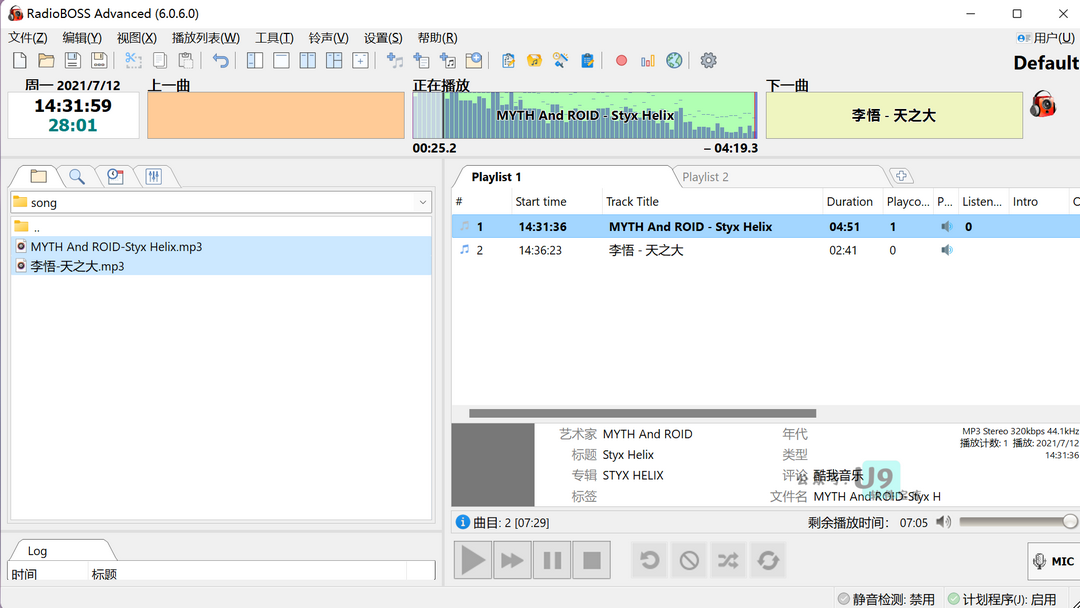 RadioBOSS Advanced (6.0.6.0)
文件(Z) 编辑(Y) 视图(X) 播放列表(W) 工具(T) 铃声(V) 设置(S) 帮助(R) 用户(U)
Default
周一 2021/7/12 上一曲 正在播放 下一曲
14:31:59
28:01
MYTH And ROID - Styx Helix
李悟 - 天之大
00:25.2 – 04:19.3
Playlist 1 Playlist 2
song
# Start time Track Title Duration Playco... P... Listen... Intro C
..
1 14:31:36 MYTH And ROID - Styx Helix 04:51 1 0
MYTH And ROID-Styx Helix.mp3
2 14:36:23 李悟 - 天之大 02:41 0
李悟-天之大.mp3
艺术家 MYTH And ROID 年代
MP3 Stereo 320kbps 44.1kHz
标题 Styx Helix 类型
播放计数: 1 播放: 2021/7/12
14:31:36
专辑 STYX HELIX 评论 酷我音乐
U9
标签 文件名 MYTH And ROID-Styx H
曲目: 2 [07:29] 剩余播放时间: 07:05
Log
时间 标题
MIC
静音检测: 禁用 计划程序(J): 启用